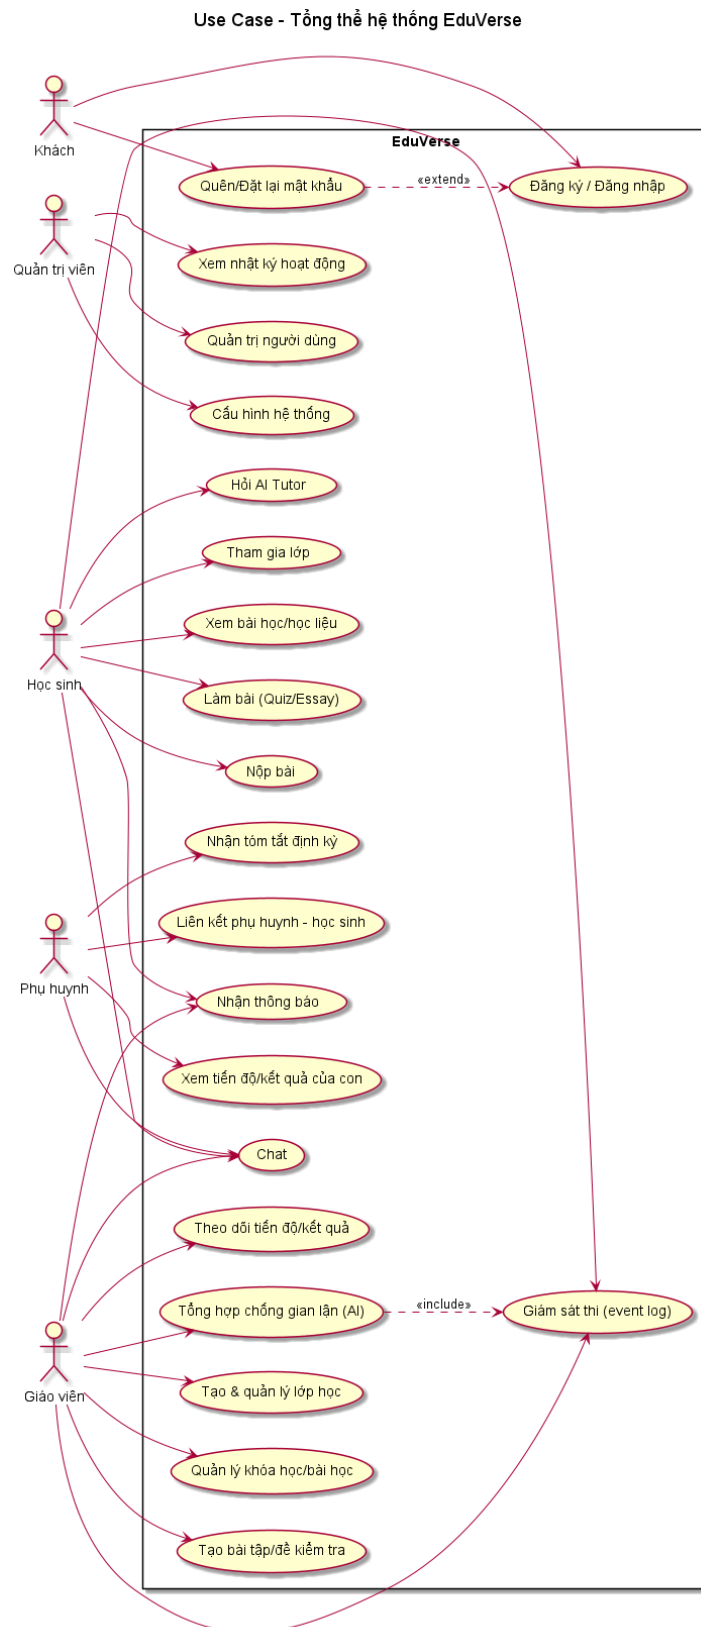 Use Case - Tổng thể hệ thống EduVerse
EduVerse
Khách
Quên/Đặt lại mật khẩu
«extend»
Đăng ký / Đăng nhập
Quản trị viên
Xem nhật ký hoạt động
Quản trị người dùng
Cấu hình hệ thống
Hỏi AI Tutor
Tham gia lớp
Xem bài học/học liệu
Học sinh
Làm bài (Quiz/Essay)
Nộp bài
Nhận tóm tắt định kỳ
Liên kết phụ huynh - học sinh
Phụ huynh
Nhận thông báo
Xem tiến độ/kết quả của con
Chat
Theo dõi tiến độ/kết quả
Tổng hợp chống gian lận (AI)
«include»
Giám sát thi (event log)
Giáo viên
Tạo & quản lý lớp học
Quản lý khóa học/bài học
Tạo bài tập/đề kiểm tra